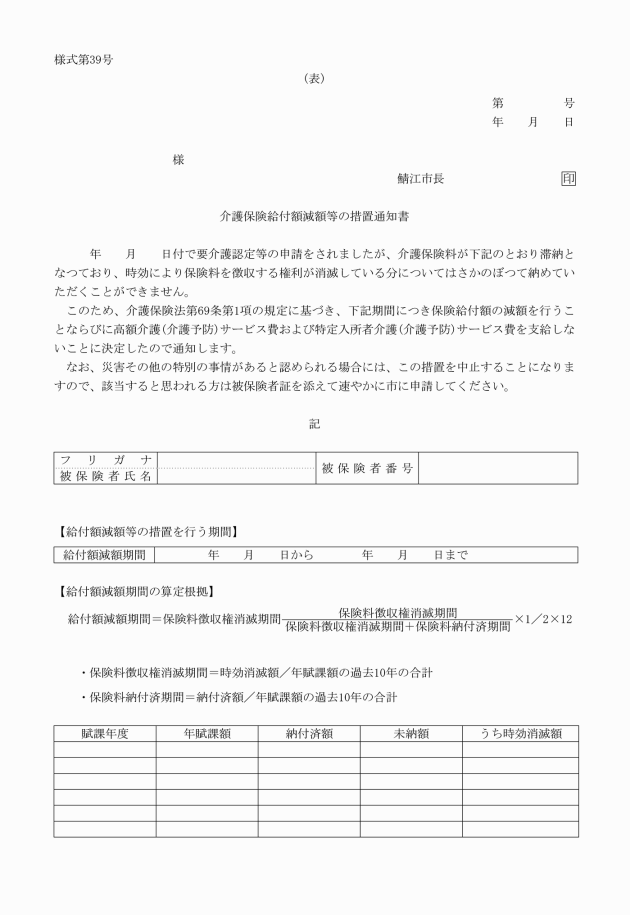 様式第39号
（表）
第　　　　　号
年　　月　　日
様
鯖江市長　　　　　　　　　　印
介護保険給付額減額等の措置通知書
年　　月　　日付で要介護認定等の申請をされましたが、介護保険料が下記のとおり滞納と
なつており、時効により保険料を徴収する権利が消滅している分についてはさかのぼつて納めてい
ただくことができません。
このため、介護保険法第69条第1項の規定に基づき、下記期間につき保険給付額の減額を行うこ
とならびに高額介護(介護予防)サービス費および特定入所者介護(介護予防)サービス費を支給しな
いことに決定したので通知します。
なお、災害その他の特別の事情があると認められる場合には、この措置を中止することになりま
すので、該当すると思われる方は被保険者証を添えて速やかに市に申請してください。
記
フリガナ
被保険者氏名　被保険者番号
【給付額減額等の措置を行う期間】
給付額減額期間　年　　月　　日から　　　　年　　月　　日まで
【給付額減額期間の算定根拠】
保険料徴収権消滅期間
給付額減額期間＝保険料徴収権消滅期間　×1／2×12
保険料徴収権消滅期間＋保険料納付済期間
・保険料徴収権消滅期間＝時効消滅額／年賦課額の過去10年の合計
・保険料納付済期間＝納付済額／年賦課額の過去10年の合計
賦課年度　年賦課額　納付済額　未納額　うち時効消滅額